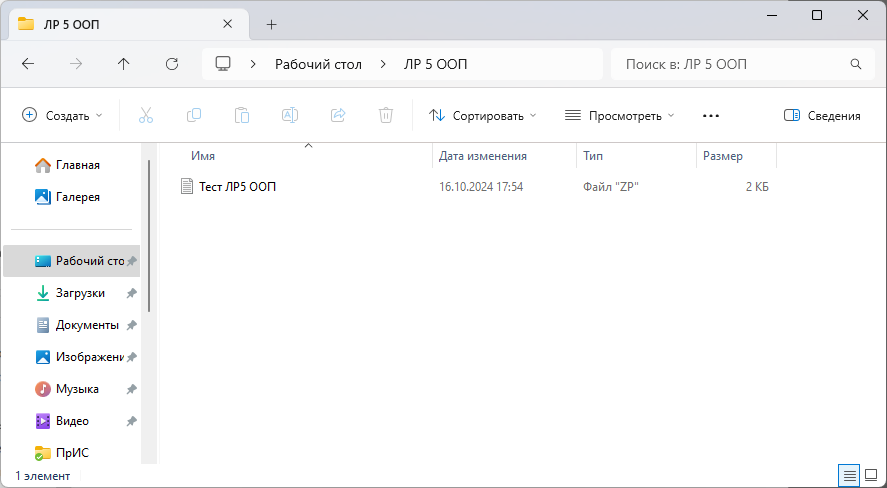 ЛР 5 ООП
Рабочий стол ЛР 5 ООП Поиск в: ЛР 5 ООП
Создать Сортировать Просмотреть ••• Сведения
Имя Дата изменения Тип Размер
Тест ЛР5 ООП 16.10.2024 17:54 Файл "ZP" 2 КБ
Главная
Галерея
Рабочий сто
Загрузки
Документы
Изображени
Музыка
Видео
ПрИС
1 элемент